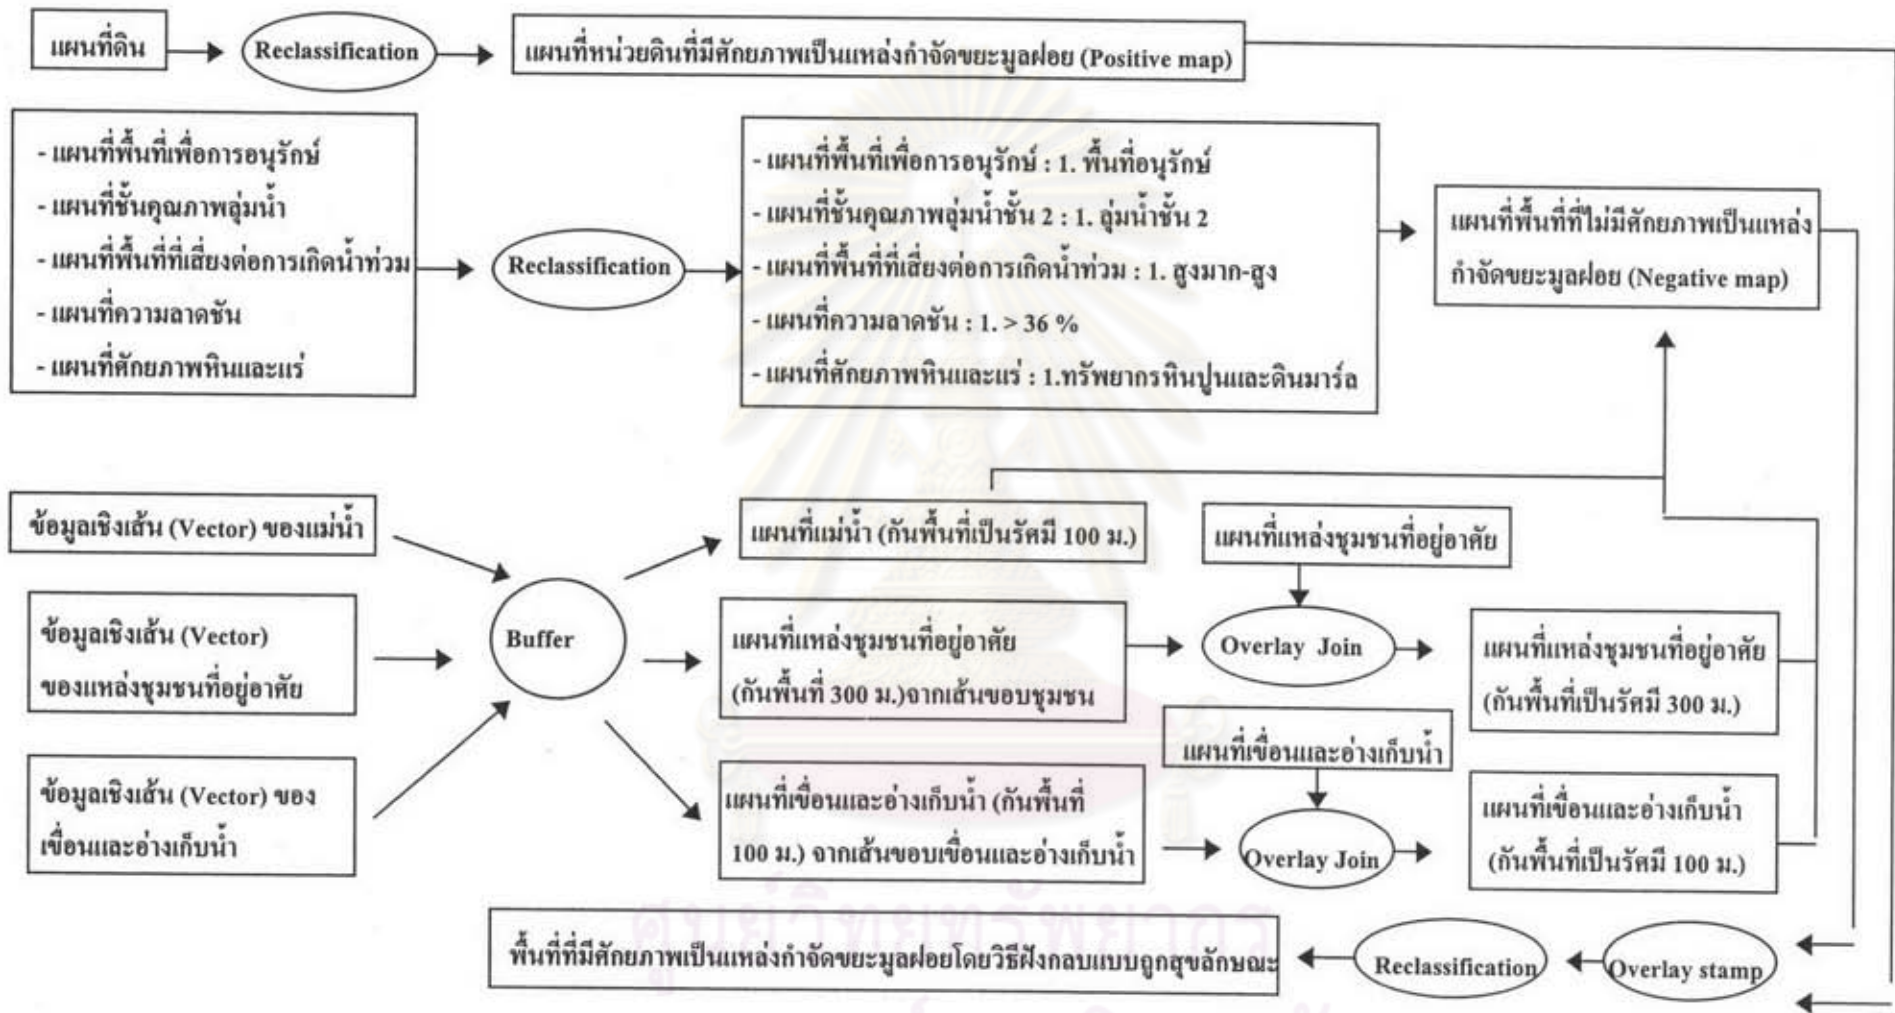 แผนที่ดิน
Reclassification
แผนที่หน่วยดินที่มีศักยภาพเป็นแหล่งกำจัดขยะมูลฝอย (Positive map)
- แผนที่พื้นที่เพื่อการอนุรักษ์
- แผนที่ชั้นคุณภาพลุ่มน้ำ
- แผนที่พื้นที่ที่เสี่ยงต่อการเกิดน้ำท่วม
- แผนที่ความลาดชัน
- แผนที่ศักยภาพหินและแร่
Reclassification
- แผนที่พื้นที่เพื่อการอนุรักษ์ : 1. พื้นที่อนุรักษ์
- แผนที่ชั้นคุณภาพลุ่มน้ำชั้น 2 : 1. ลุ่มน้ำชั้น 2
- แผนที่พื้นที่ที่เสี่ยงต่อการเกิดน้ำท่วม : 1. สูงมาก-สูง
- แผนที่ความลาดชัน : 1. > 36 %
- แผนที่ศักยภาพหินและแร่ : 1.ทรัพยากรหินปูนและดินมาร์ล
แผนที่พื้นที่ที่ไม่มีศักยภาพเป็นแหล่ง
กำจัดขยะมูลฝอย (Negative map)
ข้อมูลเชิงเส้น (Vector) ของแม่น้ำ
ข้อมูลเชิงเส้น (Vector)
ของแหล่งชุมชนที่อยู่อาศัย
ข้อมูลเชิงเส้น (Vector) ของ
เขื่อนและอ่างเก็บน้ำ
Buffer
แผนที่แม่น้ำ (กันพื้นที่เป็นรัศมี 100 ม.)
แผนที่แหล่งชุมชนที่อยู่อาศัย
แผนที่แหล่งชุมชนที่อยู่อาศัย
(กันพื้นที่ 300 ม.)จากเส้นขอบชุมชน
Overlay Join
แผนที่แหล่งชุมชนที่อยู่อาศัย
(กันพื้นที่เป็นรัศมี 300 ม.)
แผนที่เขื่อนและอ่างเก็บน้ำ
แผนที่เขื่อนและอ่างเก็บน้ำ (กันพื้นที่
100 ม.) จากเส้นขอบเขื่อนและอ่างเก็บน้ำ
Overlay Join
แผนที่เขื่อนและอ่างเก็บน้ำ
(กันพื้นที่เป็นรัศมี 100 ม.)
ศูนย์วิทยทรัพยากร
พื้นที่ที่มีศักยภาพเป็นแหล่งกำจัดขยะมูลฝอยโดยวิธีฝังกลบแบบถูกสุขลักษณะ
Reclassification
Overlay stamp